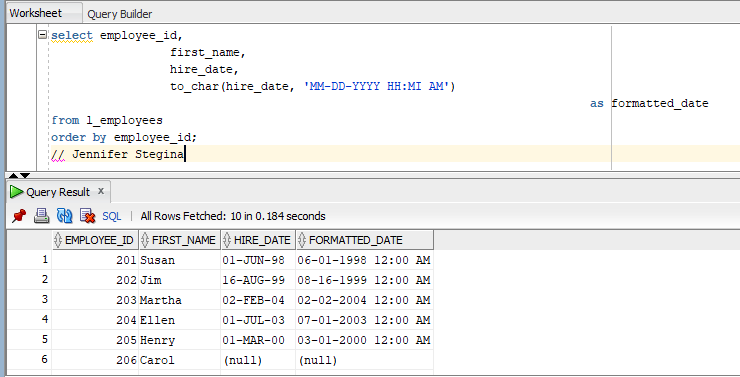 Worksheet Query Builder
select employee_id,
first_name,
hire_date,
to_char(hire_date, 'MM-DD-YYYY HH:MI AM')
as formatted_date
from l_employees
order by employee_id;
// Jennifer Stegina
Query Result x
SQL | All Rows Fetched: 10 in 0.184 seconds
EMPLOYEE_ID FIRST_NAME HIRE_DATE FORMATTED_DATE
1 201 Susan 01-JUN-98 06-01-1998 12:00 AM
2 202 Jim 16-AUG-99 08-16-1999 12:00 AM
3 203 Martha 02-FEB-04 02-02-2004 12:00 AM
4 204 Ellen 01-JUL-03 07-01-2003 12:00 AM
5 205 Henry 01-MAR-00 03-01-2000 12:00 AM
6 206 Carol (null) (null)